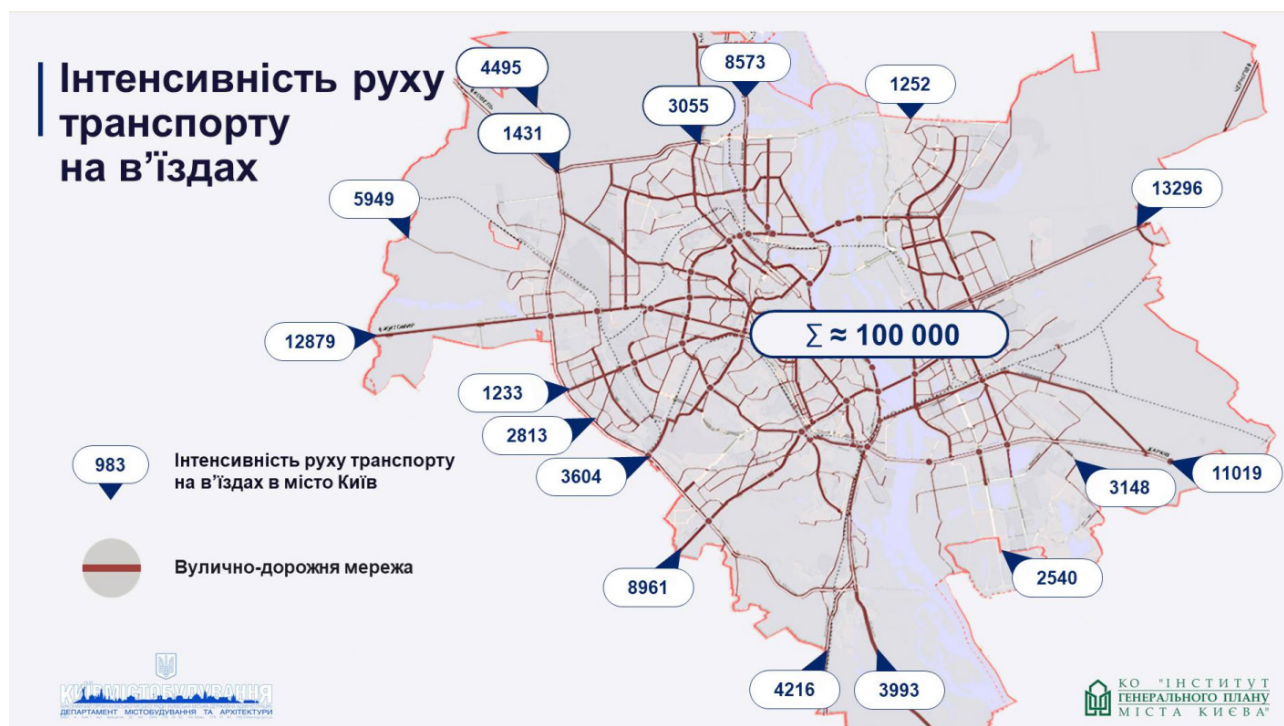 Інтенсивність руху
транспорту
на в’їздах
4495
8573
1252
3055
1431
5949
13296
ЧЕРНІГІВ
12879
В ЖИТОМИР
Σ ≈ 100 000
1233
2813
3604
3148
11019
8961
2540
4216
3993
983
Інтенсивність руху транспорту
на в’їздах в місто Київ
Вулично-дорожня мережа
КИЇВМІСТОБУДУВАННЯ
ДЕПАРТАМЕНТ МІСТОБУДУВАННЯ ТА АРХІТЕКТУРИ
КО "ІНСТИТУТ
ГЕНЕРАЛЬНОГО ПЛАНУ
МІСТА КИЄВА"